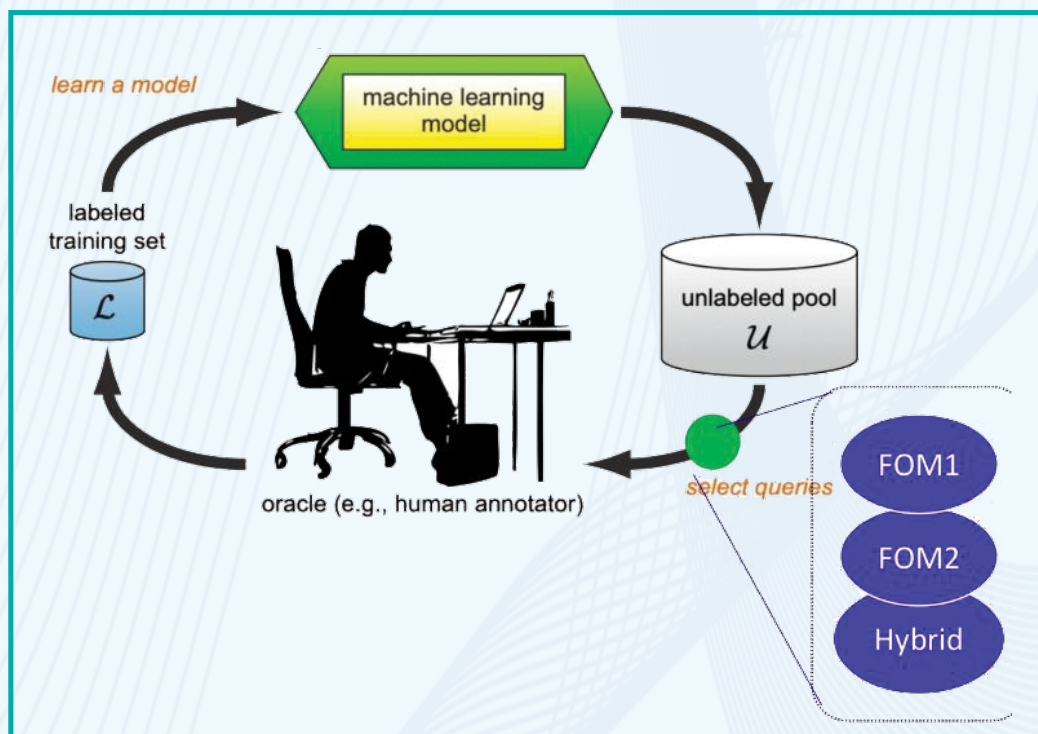 learn a model
machine learning
model
labeled
training set
ℒ
unlabeled pool
𝒰
oracle (e.g., human annotator)
select queries
FOM1
FOM2
Hybrid